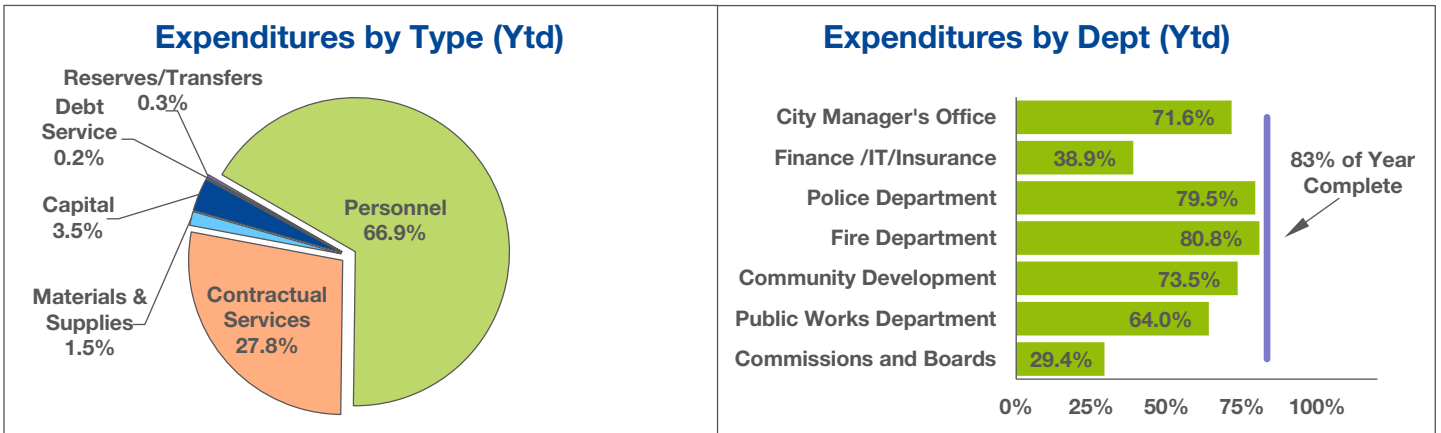 Expenditures by Type (Ytd)
Reserves/Transfers
0.3%
Debt
Service
0.2%
Capital
3.5%
Materials &
Supplies
1.5%
Personnel
66.9%
Contractual
Services
27.8%
Expenditures by Dept (Ytd)
City Manager's Office
71.6%
Finance /IT/Insurance
38.9%
Police Department
79.5%
Fire Department
80.8%
Community Development
73.5%
Public Works Department
64.0%
Commissions and Boards
29.4%
83% of Year
Complete
0% 25% 50% 75% 100%